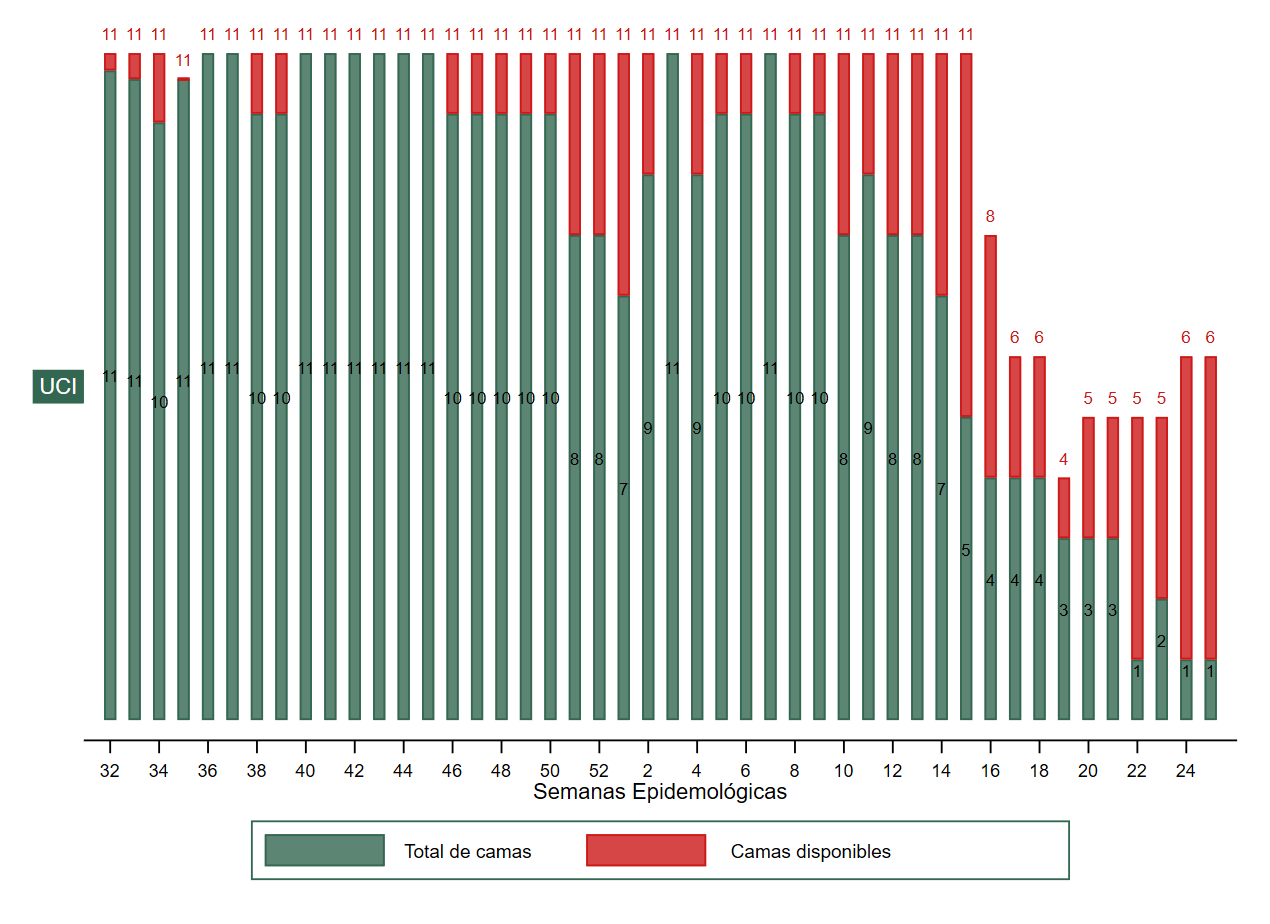 11 11 11 11 11 11 11 11 11 11 11 11 11 11 11 11 11 11 11 11 11 11 11 11 11 11 11 11 11 11 11 11 11 11 11
11
8
6 6 6 6
11 11 11 11 11 11 11 11 11 11
11
11 11
UCI
10 10 10 10 10 10 10 10 10 10 10 5 5 5 5
10
9 9 9
8 8 8 8 8 4
7 7
5
4 4 4
3 3 3
2
1 1 1
32 34 36 38 40 42 44 46 48 50 52 2 4 6 8 10 12 14 16 18 20 22 24
Semanas Epidemológicas
Total de camas Camas disponibles